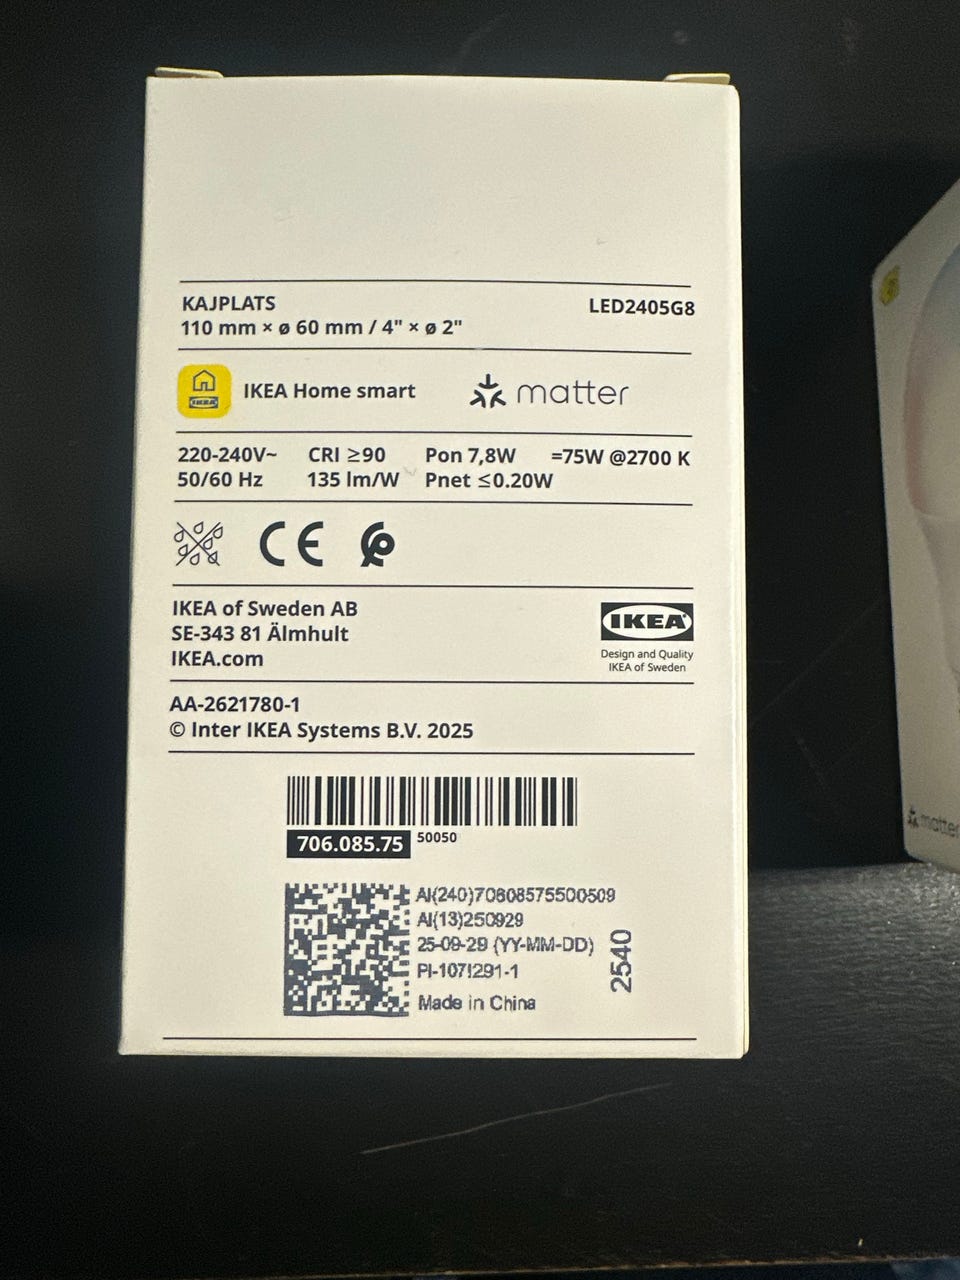 KAJPLATS LED2405G8
110 mm × ø 60 mm / 4" × ø 2"
IKEA
IKEA Home smart matter
220-240V~ CRI ≥90 Pon 7,8W =75W @2700 K
50/60 Hz 135 lm/W Pnet ≤0.20W
CE
IKEA of Sweden AB
SE-343 81 Älmhult
IKEA.com
IKEA
Design and Quality
IKEA of Sweden
AA-2621780-1
© Inter IKEA Systems B.V. 2025
706.085.75 50050
AI(240)70608575500509
AI(13)250929
25-09-29 (YY-MM-DD)
PI-1071291-1
Made in China
2540
matter